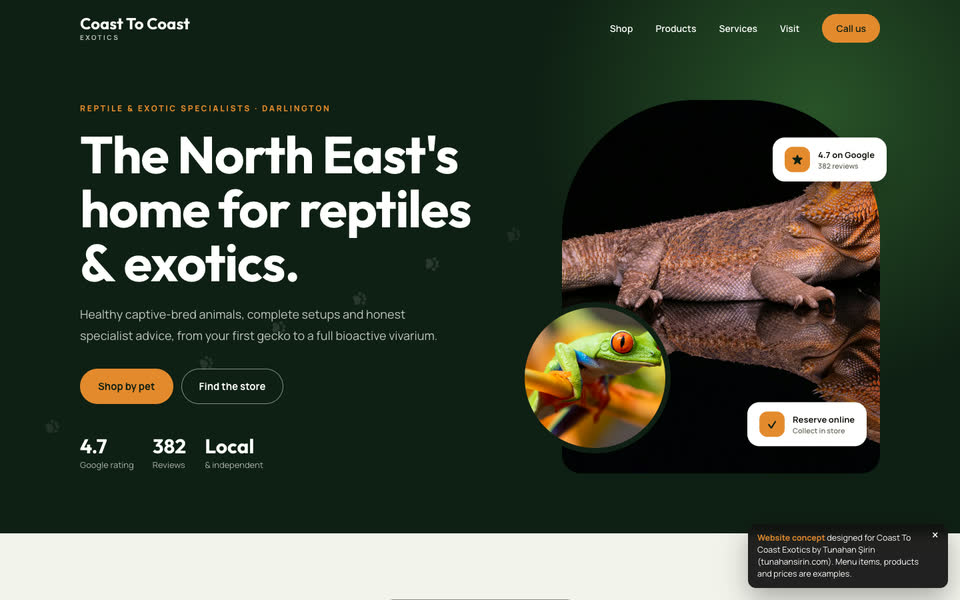 Coast To Coast
EXOTICS
Shop
Products
Services
Visit
Call us
REPTILE & EXOTIC SPECIALISTS · DARLINGTON
The North East's
home for reptiles
& exotics.
Healthy captive-bred animals, complete setups and honest
specialist advice, from your first gecko to a full bioactive vivarium.
Shop by pet
Find the store
4.7
Google rating
382
Reviews
Local
& independent
4.7 on Google
382 reviews
Reserve online
Collect in store
Website concept designed for Coast To
Coast Exotics by Tunahan Şirin
(tunahansirin.com). Menu items, products
and prices are examples.